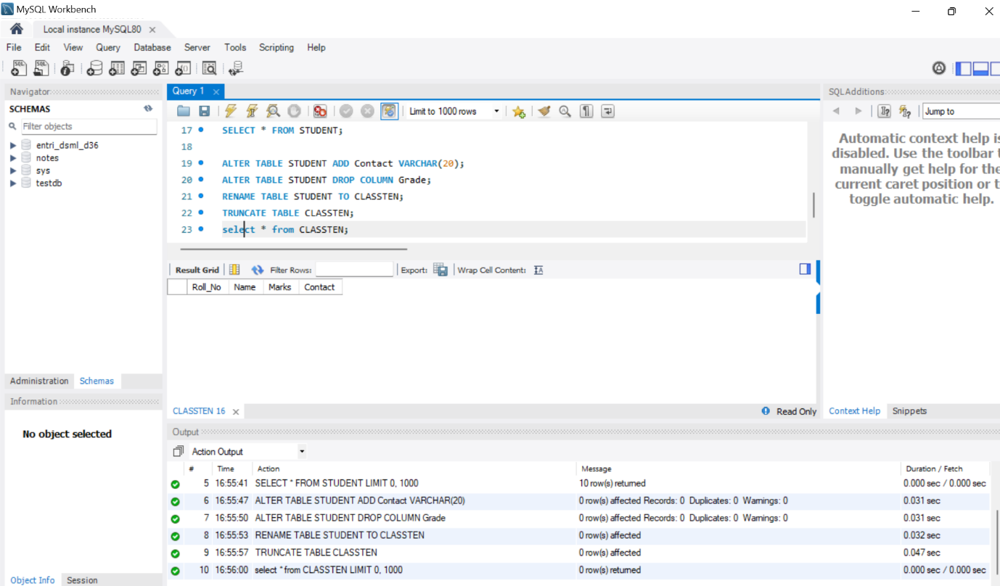 MySQL Workbench
Local instance MySQL80
File Edit View Query Database Server Tools Scripting Help
Navigator
SCHEMAS
Filter objects
entri_dsml_d36
notes
sys
testdb
Administration Schemas
Information
No object selected
Object Info Session
Query 1
Limit to 1000 rows
17 SELECT * FROM STUDENT;
18
19 ALTER TABLE STUDENT ADD Contact VARCHAR(20);
20 ALTER TABLE STUDENT DROP COLUMN Grade;
21 RENAME TABLE STUDENT TO CLASSTEN;
22 TRUNCATE TABLE CLASSTEN;
23 select * from CLASSTEN;
Result Grid Filter Rows: Export: Wrap Cell Content:
Roll_No Name Marks Contact
CLASSTEN 16 Read Only
SQLAdditions
Jump to
Automatic context help is
disabled. Use the toolbar t
manually get help for the
current caret position or t
toggle automatic help.
Context Help Snippets
Output
Action Output
# Time Action Message Duration / Fetch
5 16:55:41 SELECT * FROM STUDENT LIMIT 0, 1000 10 row(s) returned 0.000 sec / 0.000 sec
6 16:55:47 ALTER TABLE STUDENT ADD Contact VARCHAR(20) 0 row(s) affected Records: 0 Duplicates: 0 Warnings: 0 0.031 sec
7 16:55:50 ALTER TABLE STUDENT DROP COLUMN Grade 0 row(s) affected Records: 0 Duplicates: 0 Warnings: 0 0.031 sec
8 16:55:53 RENAME TABLE STUDENT TO CLASSTEN 0 row(s) affected 0.032 sec
9 16:55:57 TRUNCATE TABLE CLASSTEN 0 row(s) affected 0.047 sec
10 16:56:00 select * from CLASSTEN LIMIT 0, 1000 0 row(s) returned 0.000 sec / 0.000 sec